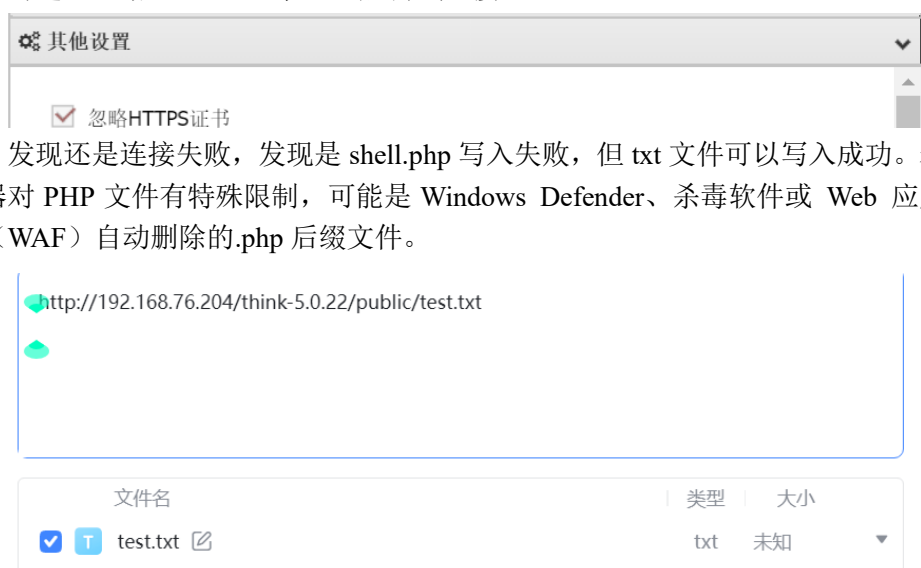 其他设置
忽略HTTPS证书
发现还是连接失败，发现是 shell.php 写入失败，但 txt 文件可以写入成功。
器对 PHP 文件有特殊限制，可能是 Windows Defender、杀毒软件或 Web 应
（WAF）自动删除的.php 后缀文件。
http://192.168.76.204/think-5.0.22/public/test.txt
文件名 类型 大小
T test.txt txt 未知